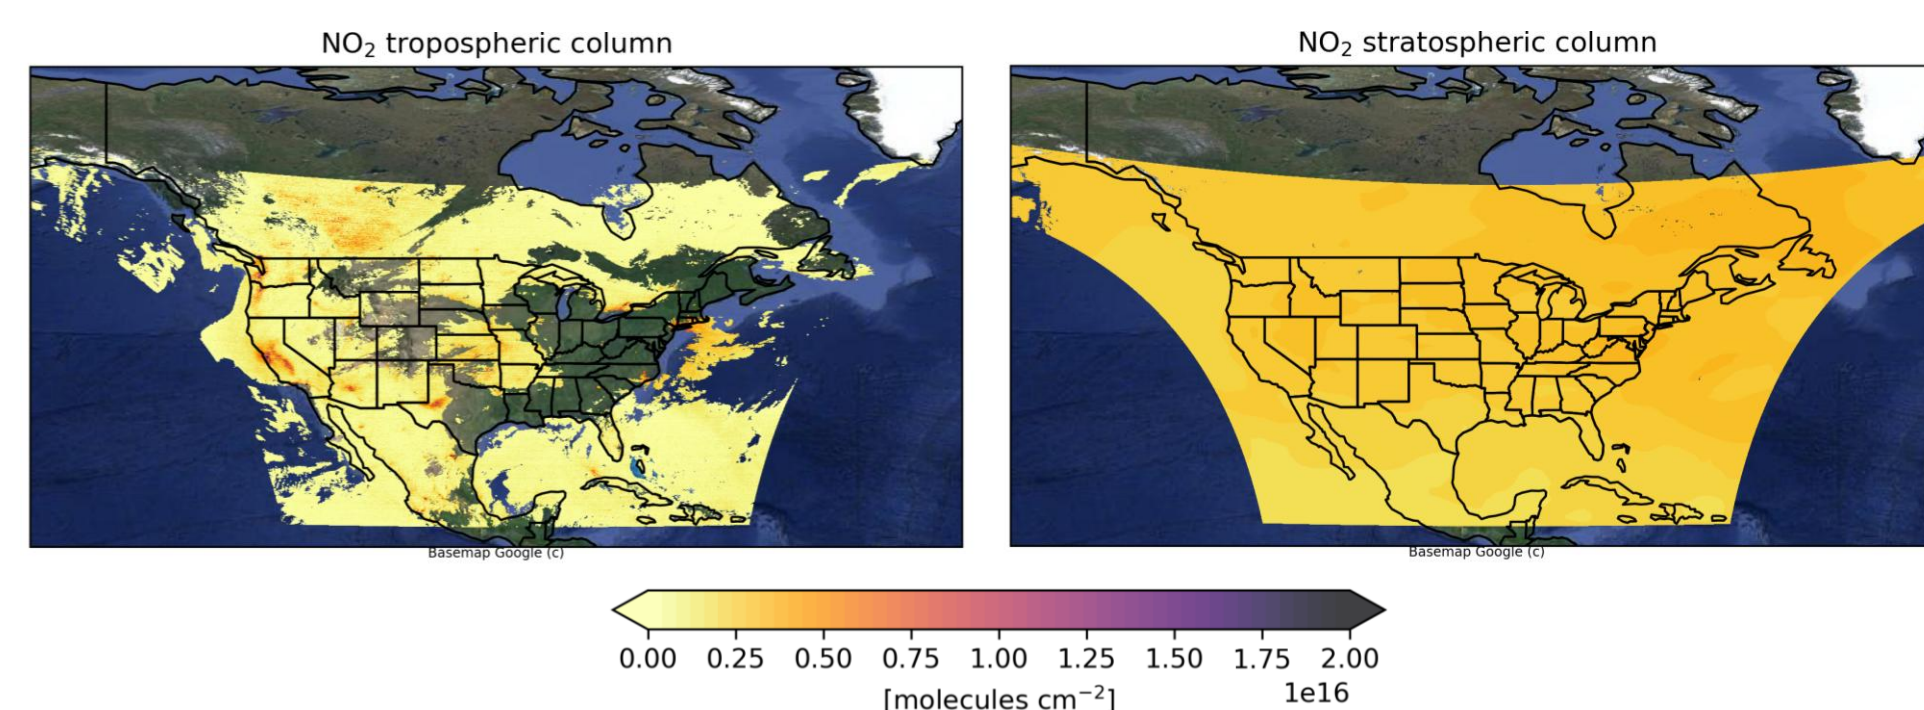 NO₂ tropospheric column
NO₂ stratospheric column
Basemap Google (c)
Basemap Google (c)
0.00 0.25 0.50 0.75 1.00 1.25 1.50 1.75 2.00
[molecules cm⁻²]
1e16